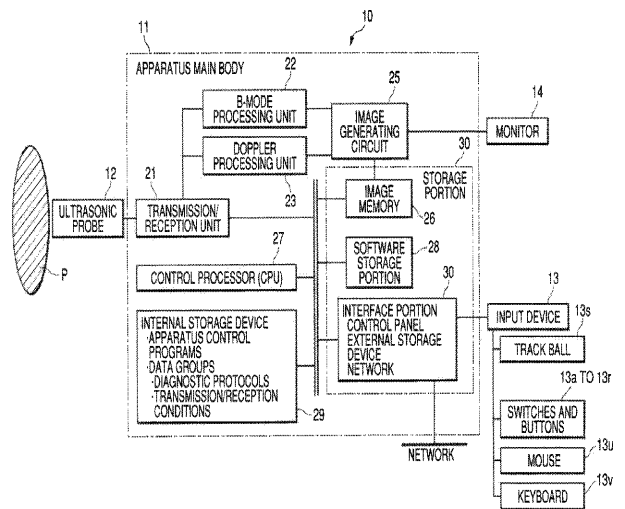 10
11
APPARATUS MAIN BODY
22
B-MODE
PROCESSING UNIT
25
IMAGE
GENERATING
CIRCUIT
14
MONITOR
DOPPLER
PROCESSING UNIT
23
30
STORAGE
PORTION
12
ULTRASONIC
PROBE
21
TRANSMISSION/
RECEPTION UNIT
IMAGE
MEMORY
26
P
27
CONTROL PROCESSOR (CPU)
28
SOFTWARE
STORAGE
PORTION
30
INTERFACE PORTION
CONTROL PANEL
EXTERNAL STORAGE
DEVICE
NETWORK
INTERNAL STORAGE DEVICE
·APPARATUS CONTROL
PROGRAMS
·DATA GROUPS
·DIAGNOSTIC PROTOCOLS
·TRANSMISSION/RECEPTION
CONDITIONS
29
13
INPUT DEVICE
13s
TRACK BALL
13a TO 13r
SWITCHES AND
BUTTONS
13u
MOUSE
13v
KEYBOARD
NETWORK